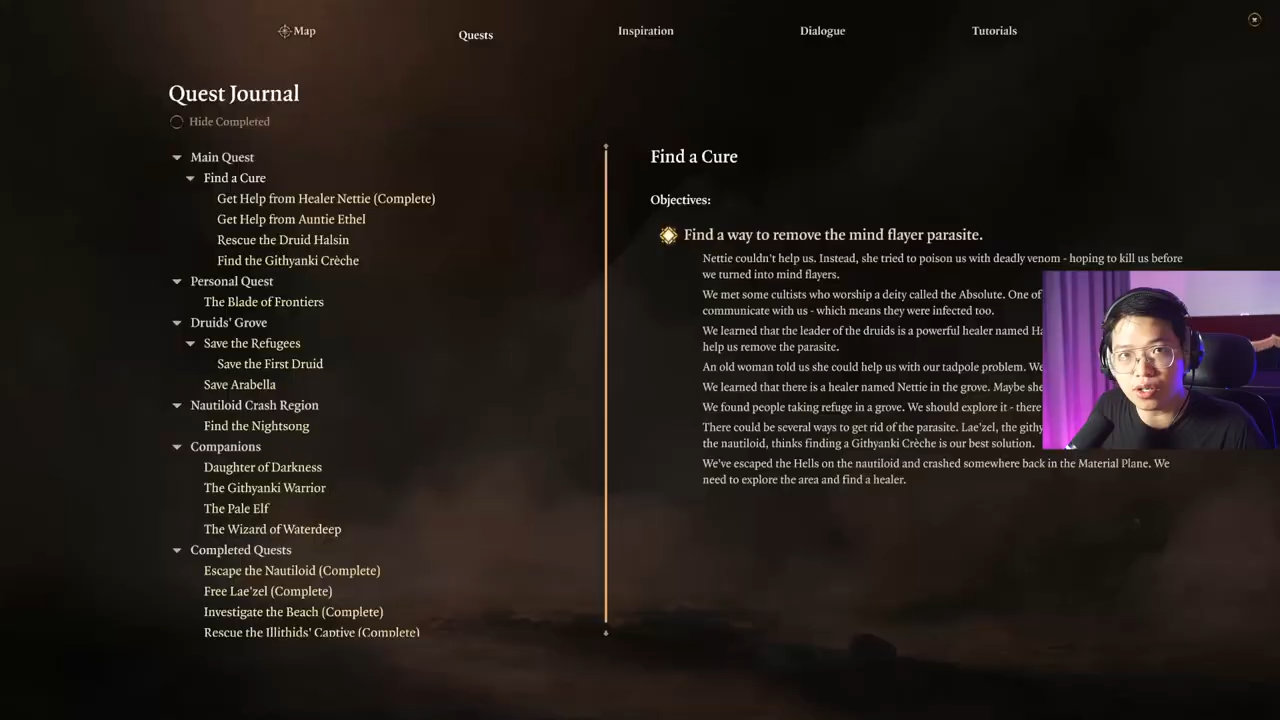 Map
Quests
Inspiration
Dialogue
Tutorials
Quest Journal
Hide Completed
Main Quest
Find a Cure
Get Help from Healer Nettie (Complete)
Get Help from Auntie Ethel
Rescue the Druid Halsin
Find the Githyanki Crèche
Personal Quest
The Blade of Frontiers
Druids' Grove
Save the Refugees
Save the First Druid
Save Arabella
Nautiloid Crash Region
Find the Nightsong
Companions
Daughter of Darkness
The Githyanki Warrior
The Pale Elf
The Wizard of Waterdeep
Completed Quests
Escape the Nautiloid (Complete)
Free Lae'zel (Complete)
Investigate the Beach (Complete)
Rescue the Illithids' Captive (Complete)
Find a Cure
Objectives:
Find a way to remove the mind flayer parasite.
Nettie couldn't help us. Instead, she tried to poison us with deadly venom - hoping to kill us before
we turned into mind flayers.
We met some cultists who worship a deity called the Absolute. One of
communicate with us - which means they were infected too.
We learned that the leader of the druids is a powerful healer named Ha
help us remove the parasite.
An old woman told us she could help us with our tadpole problem. We
We learned that there is a healer named Nettie in the grove. Maybe she
We found people taking refuge in a grove. We should explore it - there
There could be several ways to get rid of the parasite. Lae'zel, the githy
the nautiloid, thinks finding a Githyanki Crèche is our best solution.
We've escaped the Hells on the nautiloid and crashed somewhere back in the Material Plane. We
need to explore the area and find a healer.